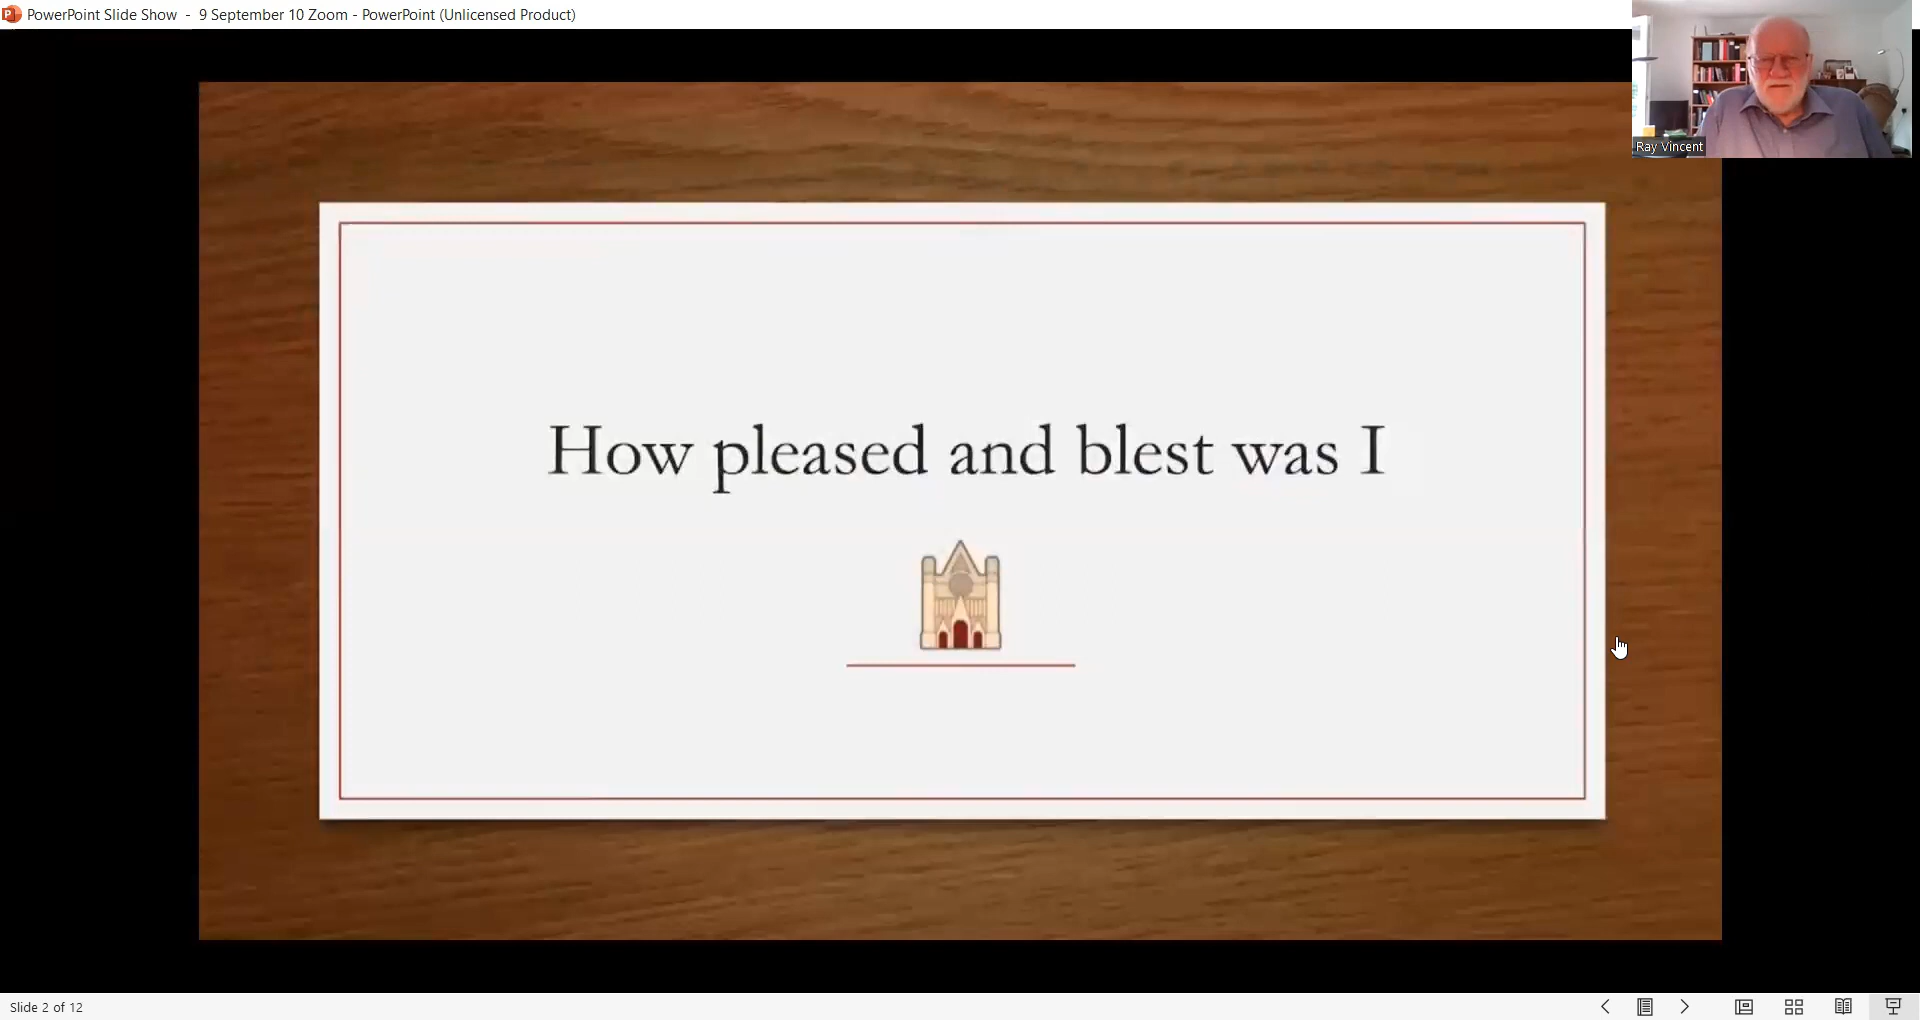 PowerPoint Slide Show - 9 September 10 Zoom - PowerPoint (Unlicensed Product)
Ray Vincent
How pleased and blest was I
Slide 2 of 12